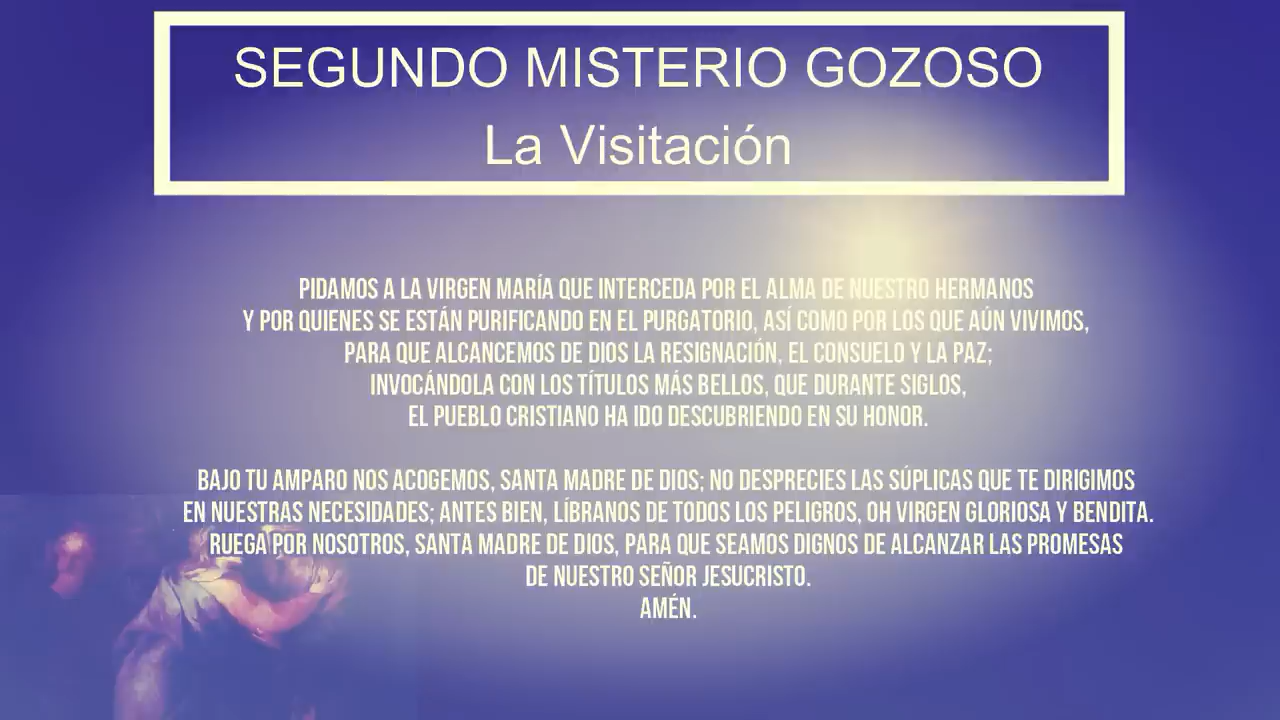 SEGUNDO MISTERIO GOZOSO
La Visitación
PIDAMOS A LA VIRGEN MARÍA QUE INTERCEDA POR EL ALMA DE NUESTRO HERMANOS
Y POR QUIENES SE ESTÁN PURIFICANDO EN EL PURGATORIO, ASÍ COMO POR LOS QUE AÚN VIVIMOS,
PARA QUE ALCANCEMOS DE DIOS LA RESIGNACIÓN, EL CONSUELO Y LA PAZ;
INVOCÁNDOLA CON LOS TÍTULOS MÁS BELLOS, QUE DURANTE SIGLOS,
EL PUEBLO CRISTIANO HA IDO DESCUBRIENDO EN SU HONOR.
BAJO TU AMPARO NOS ACOGEMOS, SANTA MADRE DE DIOS; NO DESPRECIES LAS SÚPLICAS QUE TE DIRIGIMOS
EN NUESTRAS NECESIDADES; ANTES BIEN, LÍBRANOS DE TODOS LOS PELIGROS, OH VIRGEN GLORIOSA Y BENDITA.
RUEGA POR NOSOTROS, SANTA MADRE DE DIOS, PARA QUE SEAMOS DIGNOS DE ALCANZAR LAS PROMESAS
DE NUESTRO SEÑOR JESUCRISTO.
AMÉN.